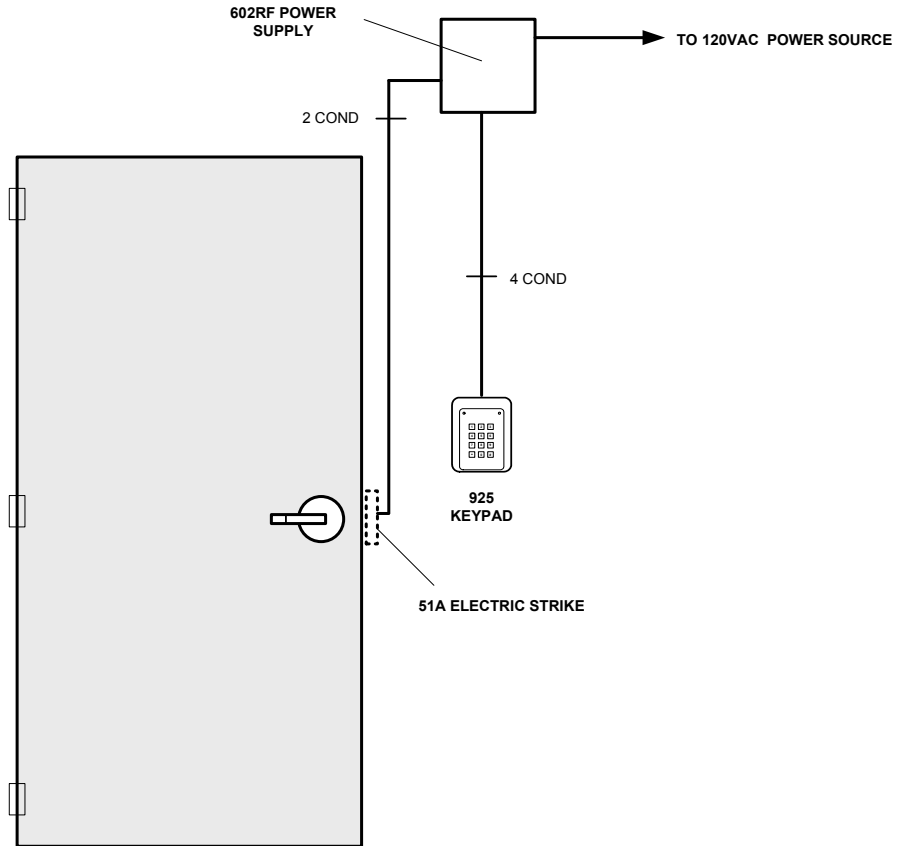 602RF POWER
SUPPLY
TO 120VAC POWER SOURCE
2 COND
4 COND
925
KEYPAD
51A ELECTRIC STRIKE